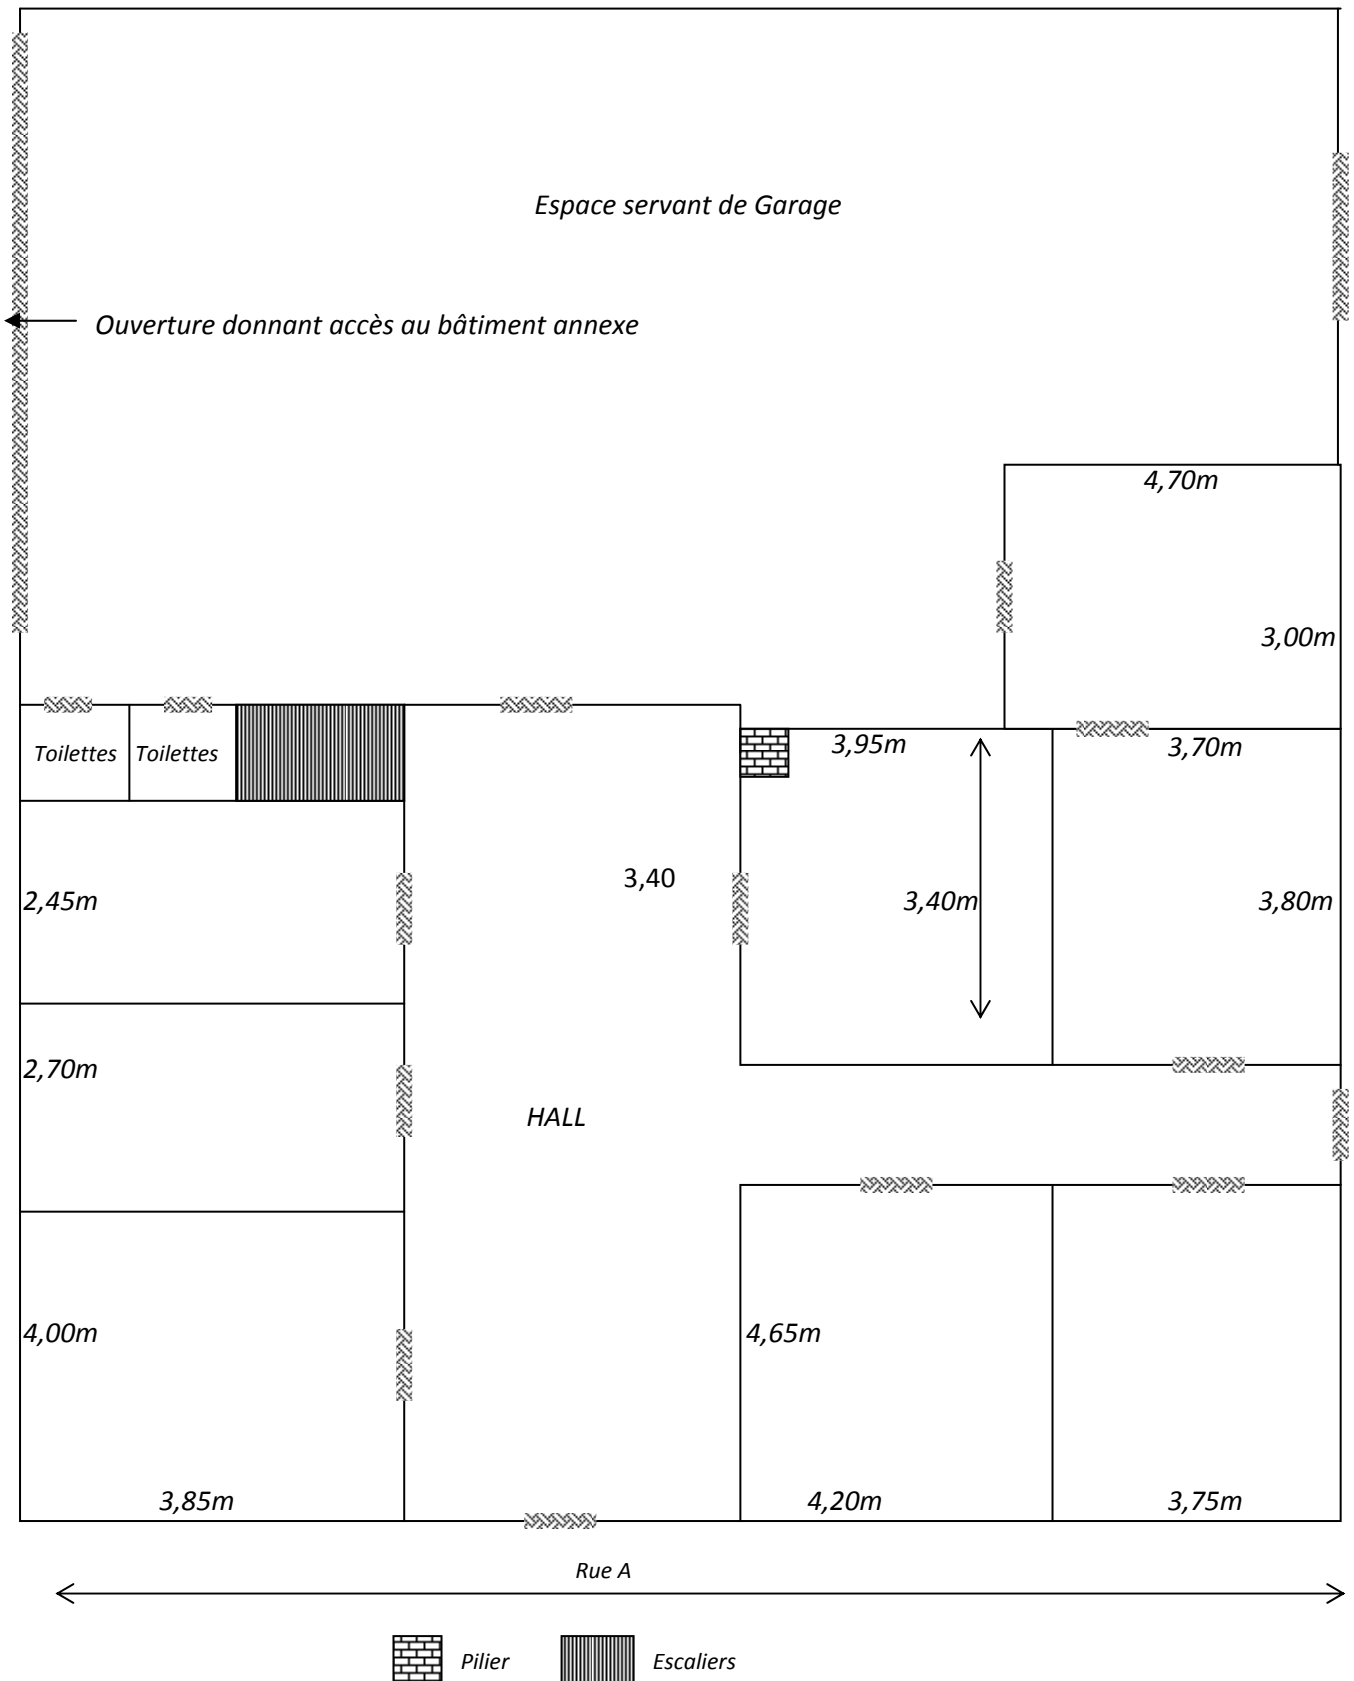 Espace servant de Garage
Ouverture donnant accès au bâtiment annexe
4,70m
3,00m
Toilettes
Toilettes
3,95m
3,70m
3,40
2,45m
3,40m
3,80m
2,70m
HALL
4,00m
4,65m
3,85m
4,20m
3,75m
Rue A
Pilier
Escaliers